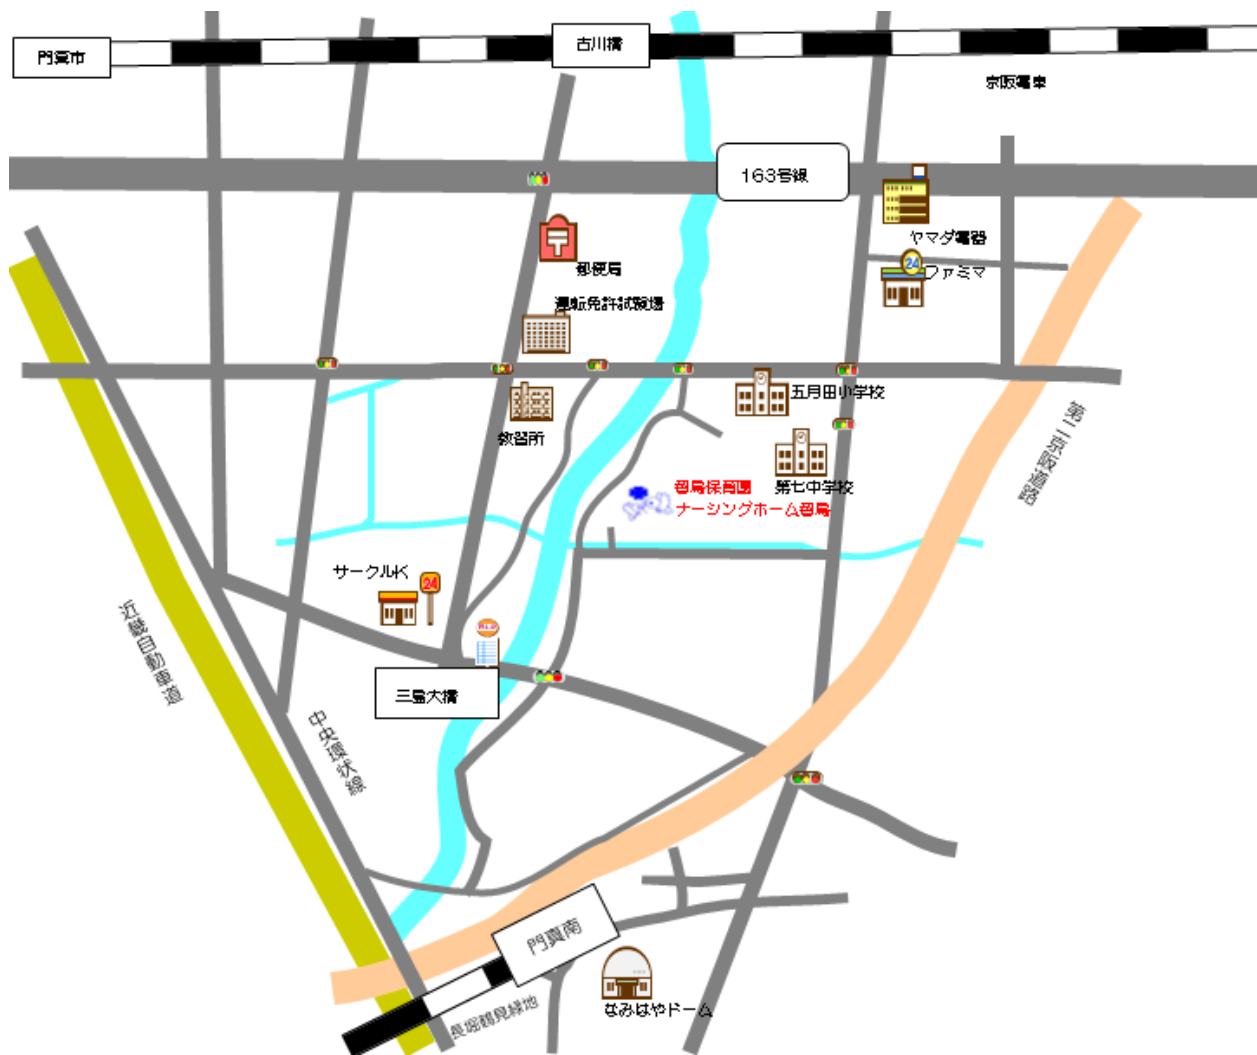 門真市
古川橋
京阪電車
163号線
ヤマダ電器
24
ファミマ
郵便局
運転免許試験場
五月田小学校
教習所
第二京阪道路
第七中学校
智鳥保育園
ナーシングホーム智鳥
サークルK
24
近畿自動車道
三島大橋
中央環状線
門真南
長堀鶴見緑地
なみはやドーム